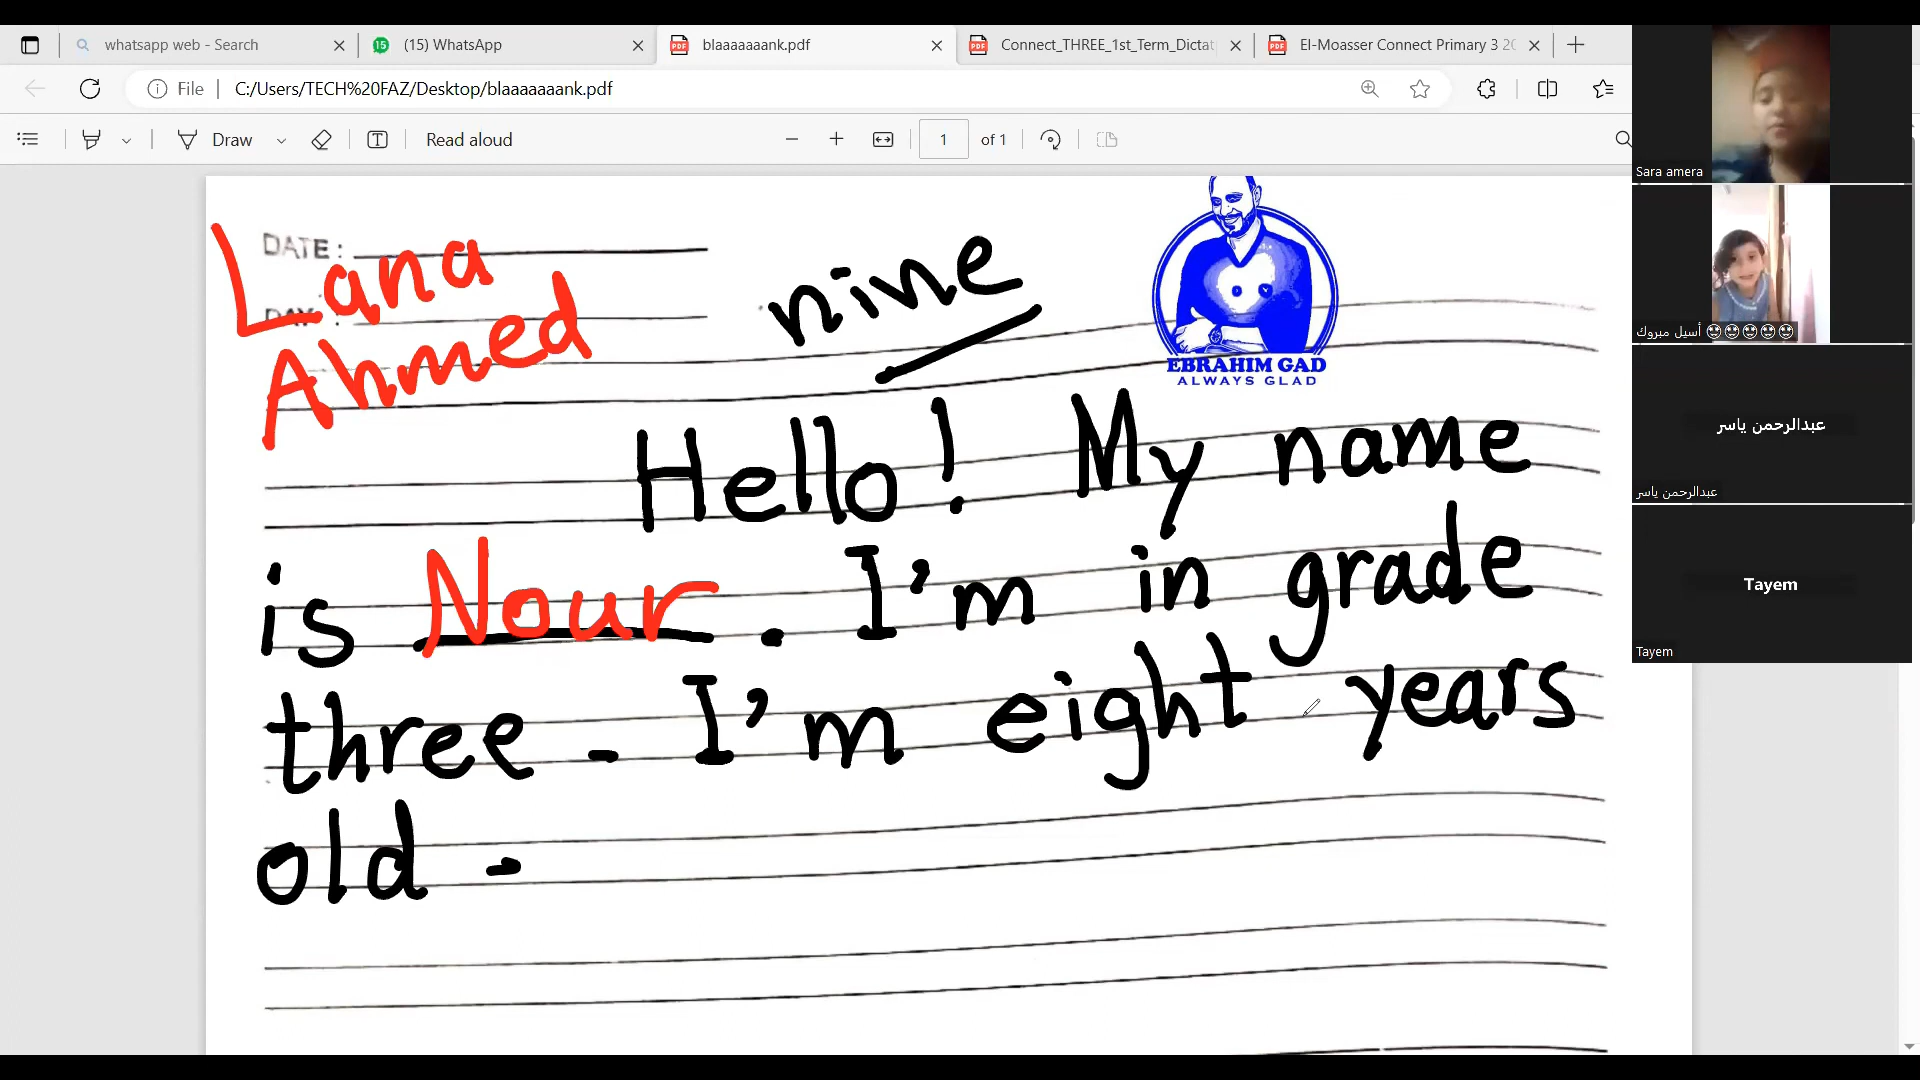 whatsapp web - Search
(15) WhatsApp
blaaaaaaank.pdf
Connect_THREE_1st_Term_Dictat
El-Moasser Connect Primary 3 20
File
C:/Users/TECH%20FAZ/Desktop/blaaaaaaank.pdf
Draw
Read aloud
1
of 1
DATE:
DAY:
Lana
Ahmed
nine
EBRAHIM GAD
ALWAYS GLAD
Hello! My name
is Nour. I'm in grade
three - I'm eight years
old -
Sara amera
أسيل مبروك 😍😍😍😍😍
عبدالرحمن ياسر
عبدالرحمن ياسر
Tayem
Tayem